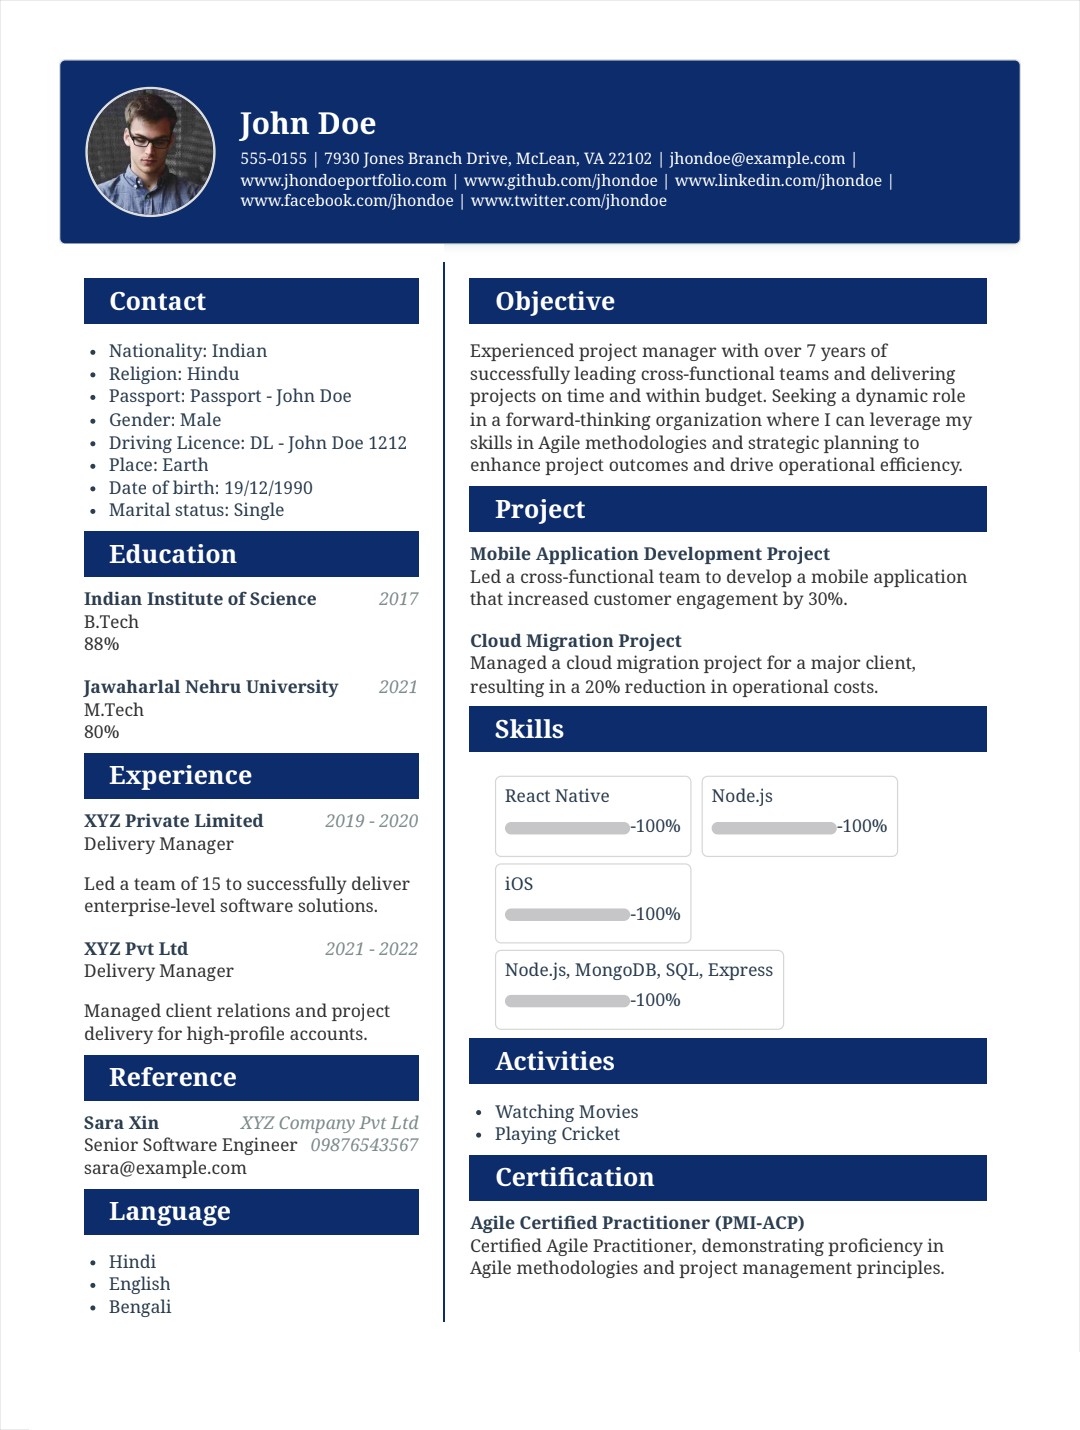 John Doe
555-0155 | 7930 Jones Branch Drive, McLean, VA 22102 | jhondoe@example.com |
www.jhondoeportfolio.com | www.github.com/jhondoe | www.linkedin.com/jhondoe |
www.facebook.com/jhondoe | www.twitter.com/jhondoe
Contact
• Nationality: Indian
• Religion: Hindu
• Passport: Passport - John Doe
• Gender: Male
• Driving Licence: DL - John Doe 1212
• Place: Earth
• Date of birth: 19/12/1990
• Marital status: Single
Education
Indian Institute of Science 2017
B.Tech
88%
Jawaharlal Nehru University 2021
M.Tech
80%
Experience
XYZ Private Limited 2019 - 2020
Delivery Manager
Led a team of 15 to successfully deliver
enterprise-level software solutions.
XYZ Pvt Ltd 2021 - 2022
Delivery Manager
Managed client relations and project
delivery for high-profile accounts.
Reference
Sara Xin XYZ Company Pvt Ltd
Senior Software Engineer 09876543567
sara@example.com
Language
• Hindi
• English
• Bengali
Objective
Experienced project manager with over 7 years of
successfully leading cross-functional teams and delivering
projects on time and within budget. Seeking a dynamic role
in a forward-thinking organization where I can leverage my
skills in Agile methodologies and strategic planning to
enhance project outcomes and drive operational efficiency.
Project
Mobile Application Development Project
Led a cross-functional team to develop a mobile application
that increased customer engagement by 30%.
Cloud Migration Project
Managed a cloud migration project for a major client,
resulting in a 20% reduction in operational costs.
Skills
React Native
-100%
Node.js
-100%
iOS
-100%
Node.js, MongoDB, SQL, Express
-100%
Activities
• Watching Movies
• Playing Cricket
Certification
Agile Certified Practitioner (PMI-ACP)
Certified Agile Practitioner, demonstrating proficiency in
Agile methodologies and project management principles.